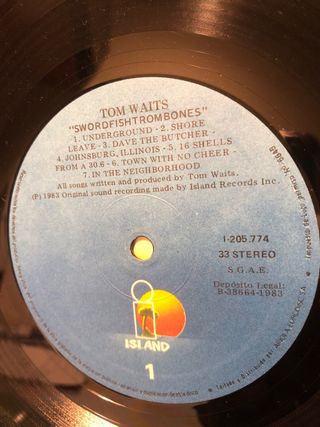 TOM WAITS
"SWORDFISHTROMBONES"
1. UNDERGROUND - 2. SHORE
LEAVE - 3. DAVE THE BUTCHER -
4. JOHNSBURG, ILLINOIS - 5. 16 SHELLS
FROM A 30.6 - 6. TOWN WITH NO CHEER -
7. IN THE NEIGHBORHOOD
All songs written and produced by Tom Waits.
(P) 1983 Original sound recording made by Island Records Inc.
I-205.774
33 STEREO
S.G.A.E.
Depósito Legal:
B-38664-1983
ISLAND
1